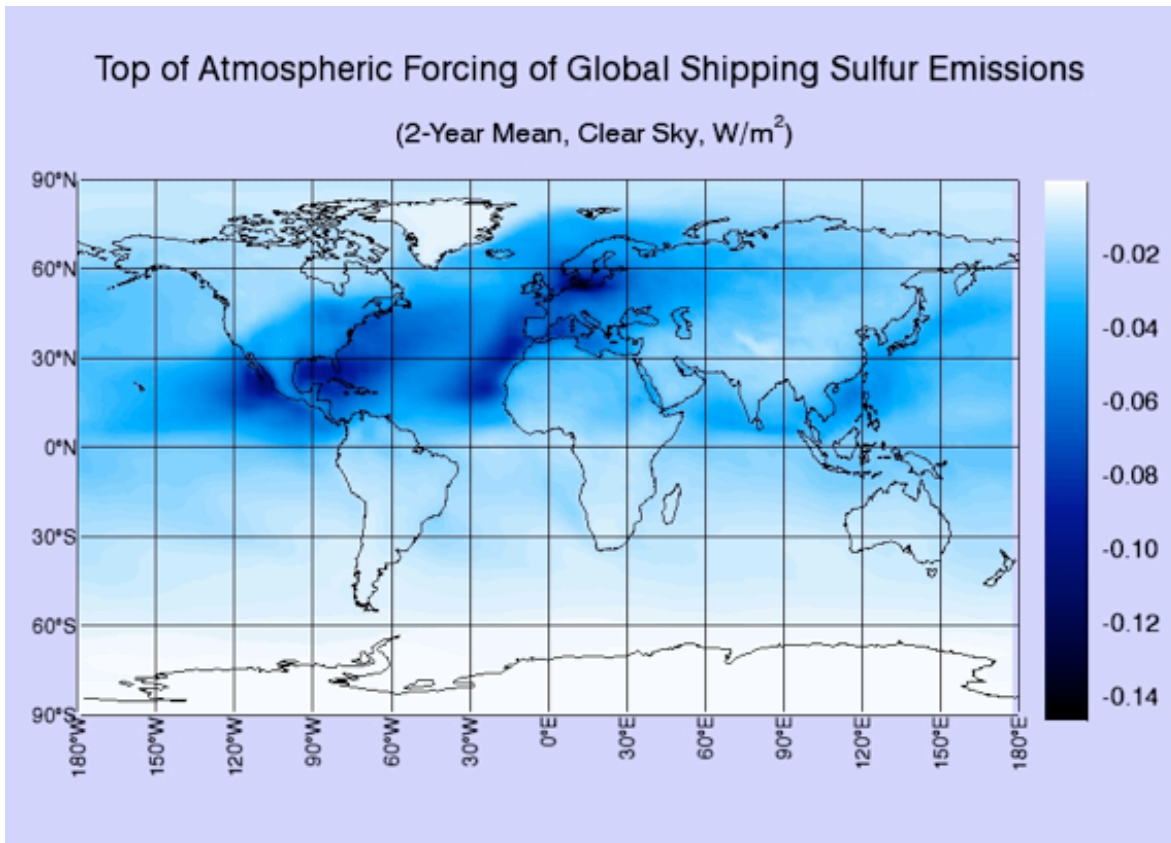 Top of Atmospheric Forcing of Global Shipping Sulfur Emissions
(2-Year Mean, Clear Sky, W/m²)
90°N
60°N
30°N
0°N
30°S
60°S
90°S
180°W
150°W
120°W
90°W
60°W
30°W
0°E
30°E
60°E
90°E
120°E
150°E
180°E
-0.02
-0.04
-0.06
-0.08
-0.10
-0.12
-0.14